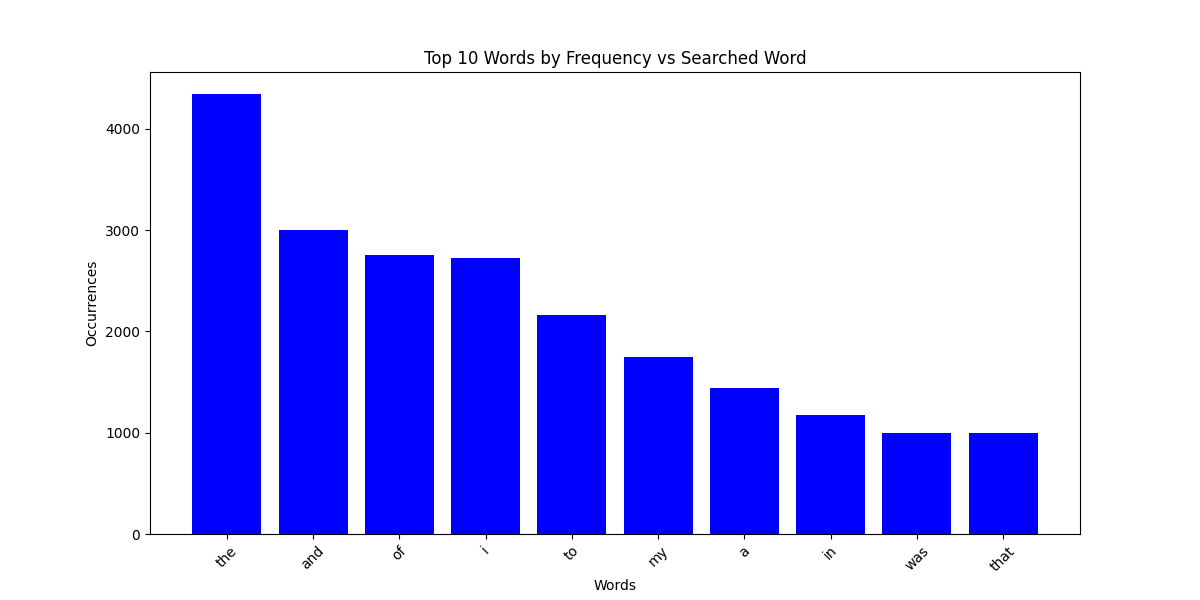 Top 10 Words by Frequency vs Searched Word
4000
3000
2000
1000
0
Occurrences
the and of i to my a in was that
Words